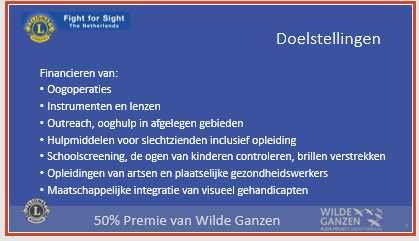 Fight for Sight
The Netherlands
Doelstellingen
Financieren van:
• Oogoperaties
• Instrumenten en lenzen
• Outreach, ooghulp in afgelegen gebieden
• Hulpmiddelen voor slechtzienden inclusief opleiding
• Schoolscreening, de ogen van kinderen controleren, brillen verstrekken
• Opleidingen van artsen en plaatselijke gezondheidswerkers
• Maatschappelijke integratie van visueel gehandicapten
50% Premie van Wilde Ganzen
WILDE
GANZEN